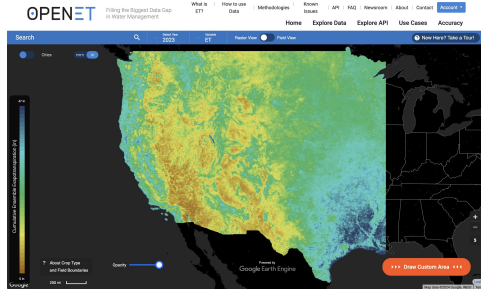 OPENET
Filling the Biggest Data Gap
in Water Management
What is
ET?
How to use
Data
Methodologies
Known
Issues
API
FAQ
Newsroom
About
Contact
Account
Home
Explore Data
Explore API
Use Cases
Accuracy
Search
2023
ET
Raster View
Field View
New Here? Take a Tour!
Cumulative Ensemble Evapotranspiration (in)
? About Crop Type
and Field Boundaries
Opacity
200 mi
Google
Powered by
Google Earth Engine
Draw Custom Area